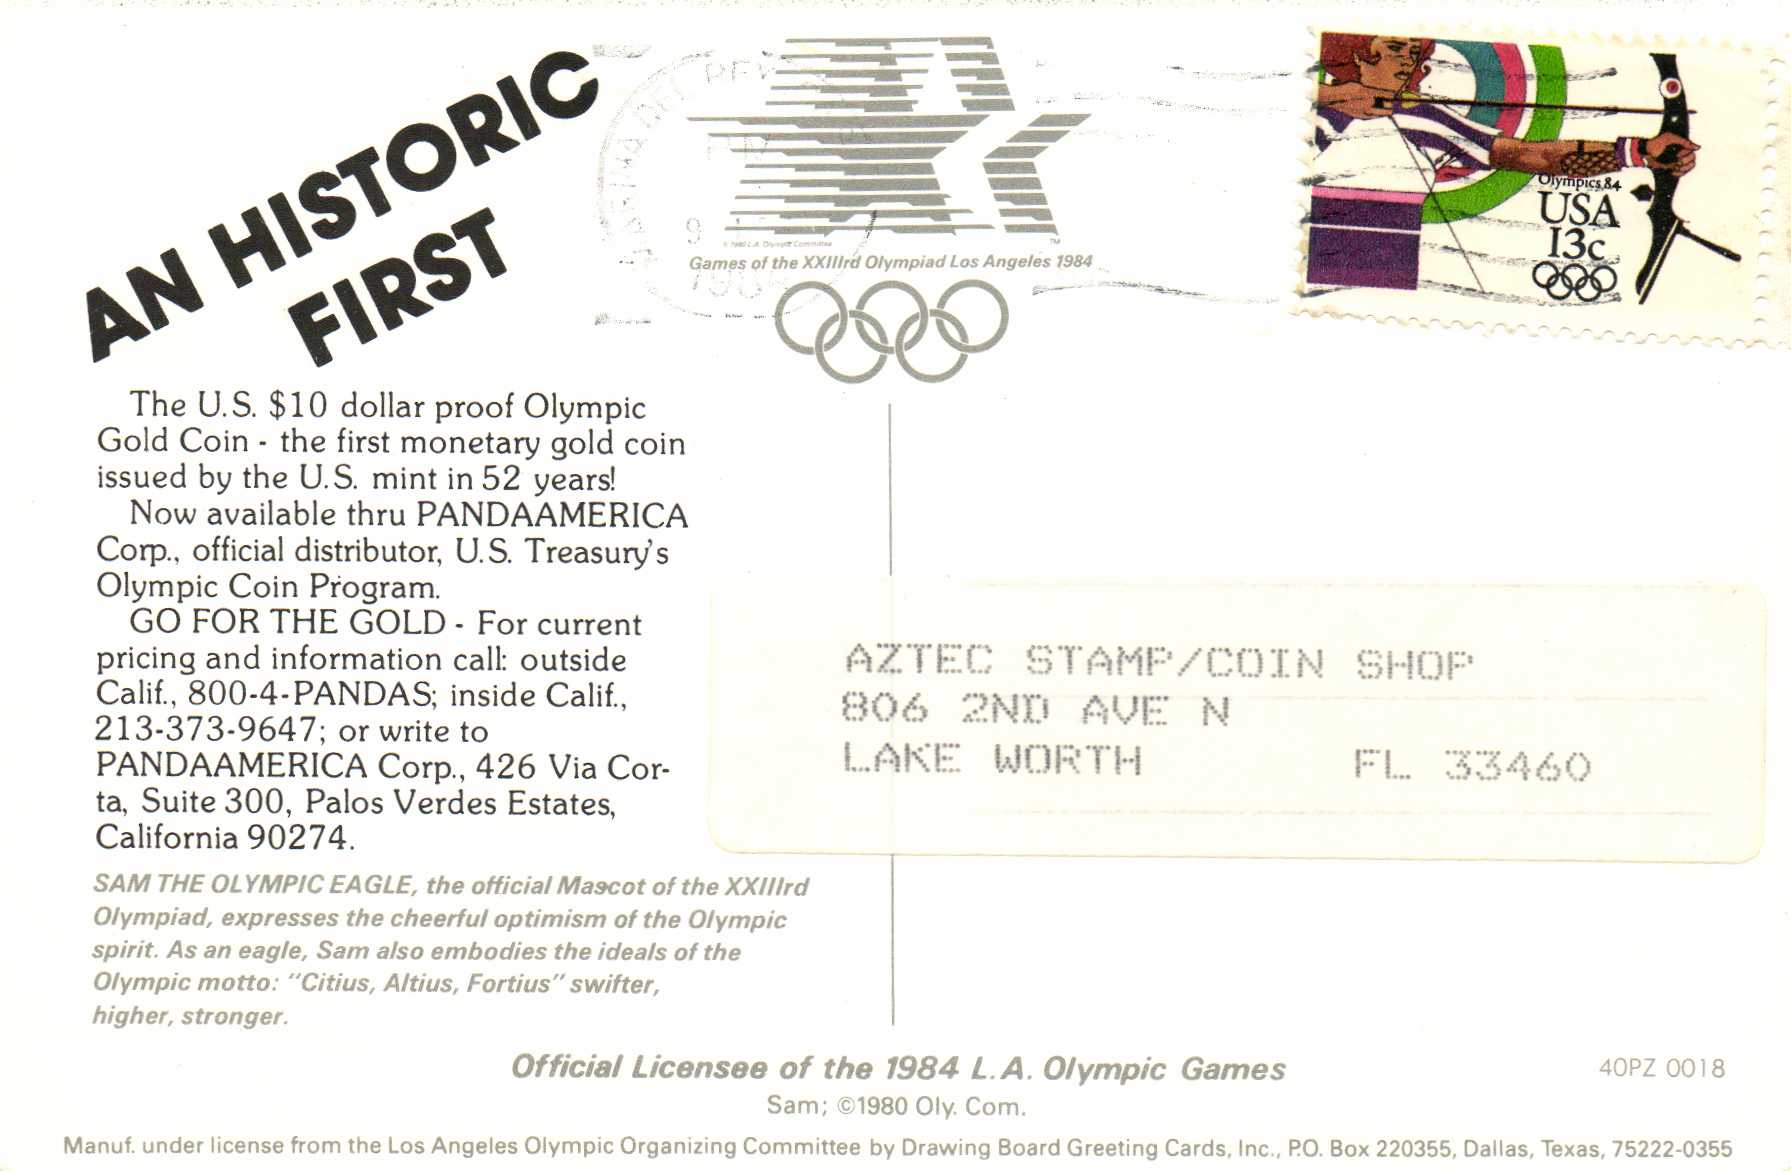 AN HISTORIC
FIRST
© 1980 L.A. Olympic Committee
TM
Games of the XXIIIrd Olympiad Los Angeles 1984
Olympics 84
USA
13c
The U.S. $10 dollar proof Olympic
Gold Coin - the first monetary gold coin
issued by the U.S. mint in 52 years!
Now available thru PANDAAMERICA
Corp., official distributor, U.S. Treasury's
Olympic Coin Program.
GO FOR THE GOLD - For current
pricing and information call: outside
Calif., 800-4-PANDAS; inside Calif.,
213-373-9647; or write to
PANDAAMERICA Corp., 426 Via Cor-
ta, Suite 300, Palos Verdes Estates,
California 90274.
SAM THE OLYMPIC EAGLE, the official Mascot of the XXIIIrd
Olympiad, expresses the cheerful optimism of the Olympic
spirit. As an eagle, Sam also embodies the ideals of the
Olympic motto: "Citius, Altius, Fortius" swifter,
higher, stronger.
AZTEC STAMP/COIN SHOP
806 2ND AVE N
LAKE WORTH FL 33460
Official Licensee of the 1984 L.A. Olympic Games
40PZ 0018
Sam; ©1980 Oly. Com.
Manuf. under license from the Los Angeles Olympic Organizing Committee by Drawing Board Greeting Cards, Inc., P.O. Box 220355, Dallas, Texas, 75222-0355